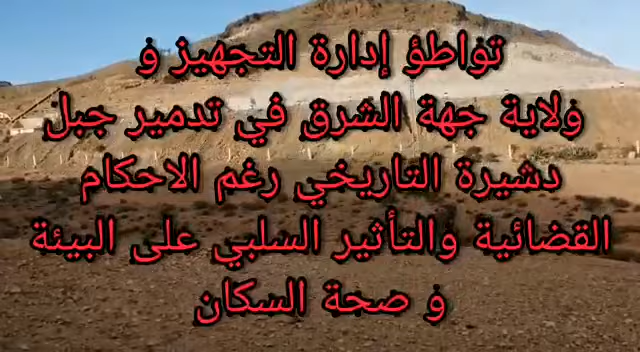 تواطؤ إدارة التجهيز و
ولاية جهة الشرق في تدمير جبل
دشيرة التاريخي رغم الاحكام
القضائية والتأثير السلبي على البيئة
و صحة السكان